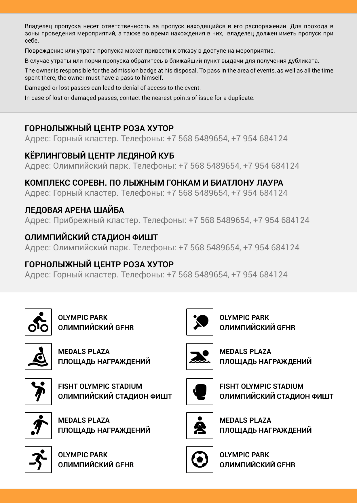 Владелец пропуска несет ответственность за пропуск находящийся в его распоряжении. Для прохода в
зоны проведения мероприятий, а также во время нахождения в них, владелец должен иметь пропуск при
себе.
Повреждение или утрата пропуска может привести к отказу в доступе на мероприятие.
В случае утраты или порчи пропуска обратитесь в ближайший пункт выдачи для получения дубликата.
The owner is responsible for the admission badge at his disposal. To pass in the area of events, as well as all the time
spent there, the owner must have a pass to himself.
Damaged or lost passes can lead to denial of access to the event.
In case of lost or damaged passes, contact the nearest points of issue for a duplicate.
ГОРНОЛЫЖНЫЙ ЦЕНТР РОЗА ХУТОР
Адрес: Горный кластер. Телефоны: +7 568 5489654, +7 954 684124
КЁРЛИНГОВЫЙ ЦЕНТР ЛЕДЯНОЙ КУБ
Адрес: Олимпийский парк. Телефоны: +7 568 5489654, +7 954 684124
КОМПЛЕКС СОРЕВН. ПО ЛЫЖНЫМ ГОНКАМ И БИАТЛОНУ ЛАУРА
Адрес: Горный кластер. Телефоны: +7 568 5489654, +7 954 684124
ЛЕДОВАЯ АРЕНА ШАЙБА
Адрес: Прибрежный кластер. Телефоны: +7 568 5489654, +7 954 684124
ОЛИМПИЙСКИЙ СТАДИОН ФИШТ
Адрес: Олимпийский парк. Телефоны: +7 568 5489654, +7 954 684124
ГОРНОЛЫЖНЫЙ ЦЕНТР РОЗА ХУТОР
Адрес: Горный кластер. Телефоны: +7 568 5489654, +7 954 684124
OLYMPIC PARK
ОЛИМПИЙСКИЙ GFHR
MEDALS PLAZA
ПЛОЩАДЬ НАГРАЖДЕНИЙ
FISHT OLYMPIC STADIUM
ОЛИМПИЙСКИЙ СТАДИОН ФИШТ
MEDALS PLAZA
ПЛОЩАДЬ НАГРАЖДЕНИЙ
OLYMPIC PARK
ОЛИМПИЙСКИЙ GFHR
OLYMPIC PARK
ОЛИМПИЙСКИЙ GFHR
MEDALS PLAZA
ПЛОЩАДЬ НАГРАЖДЕНИЙ
FISHT OLYMPIC STADIUM
ОЛИМПИЙСКИЙ СТАДИОН ФИШТ
MEDALS PLAZA
ПЛОЩАДЬ НАГРАЖДЕНИЙ
OLYMPIC PARK
ОЛИМПИЙСКИЙ GFHR